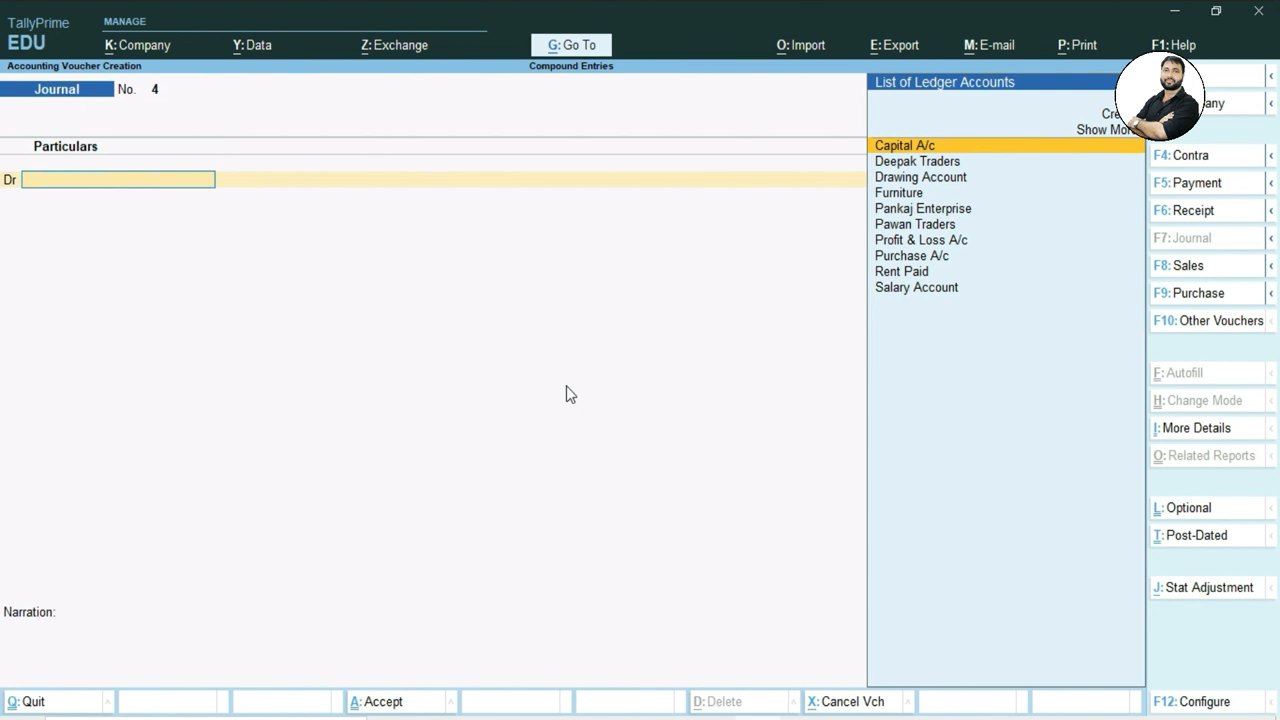 TallyPrime
EDU
MANAGE
K: Company
Y: Data
Z: Exchange
G: Go To
O: Import
E: Export
M: E-mail
P: Print
F1: Help
Accounting Voucher Creation
Compound Entries
Journal
No. 4
Particulars
Dr
Narration:
List of Ledger Accounts
Capital A/c
Deepak Traders
Drawing Account
Furniture
Pankaj Enterprise
Pawan Traders
Profit & Loss A/c
Purchase A/c
Rent Paid
Salary Account
F4: Contra
F5: Payment
F6: Receipt
F7: Journal
F8: Sales
F9: Purchase
F10: Other Vouchers
F: Autofill
H: Change Mode
I: More Details
O: Related Reports
L: Optional
T: Post-Dated
J: Stat Adjustment
Q: Quit
A: Accept
D: Delete
X: Cancel Vch
F12: Configure